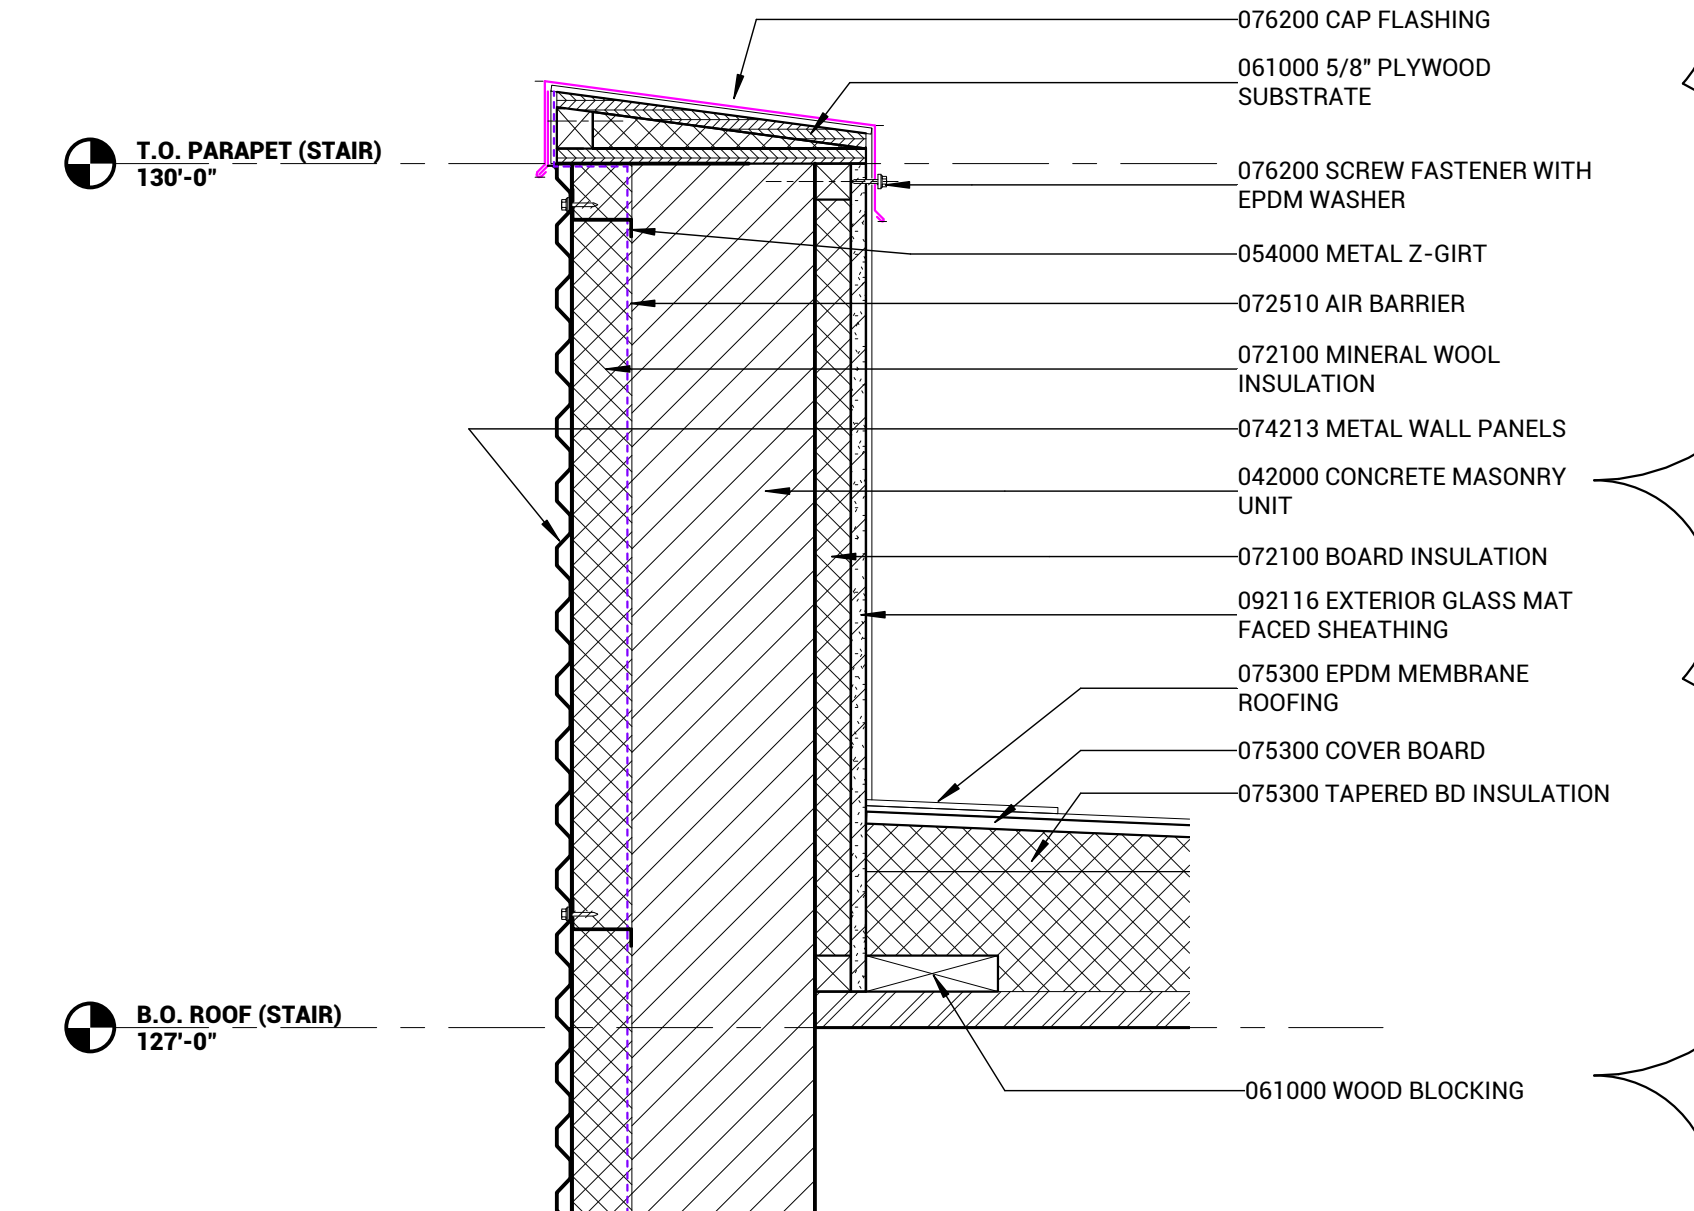 076200 CAP FLASHING
061000 5/8" PLYWOOD
SUBSTRATE
T.O. PARAPET (STAIR)
130'-0"
076200 SCREW FASTENER WITH
EPDM WASHER
054000 METAL Z-GIRT
072510 AIR BARRIER
072100 MINERAL WOOL
INSULATION
074213 METAL WALL PANELS
042000 CONCRETE MASONRY
UNIT
072100 BOARD INSULATION
092116 EXTERIOR GLASS MAT
FACED SHEATHING
075300 EPDM MEMBRANE
ROOFING
075300 COVER BOARD
075300 TAPERED BD INSULATION
B.O. ROOF (STAIR)
127'-0"
061000 WOOD BLOCKING